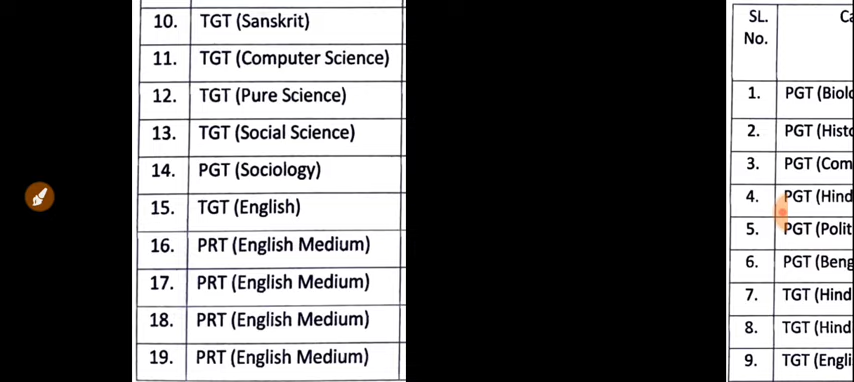 10. TGT (Sanskrit)
11. TGT (Computer Science)
12. TGT (Pure Science)
13. TGT (Social Science)
14. PGT (Sociology)
15. TGT (English)
16. PRT (English Medium)
17. PRT (English Medium)
18. PRT (English Medium)
19. PRT (English Medium)
SL.
No.
1. PGT
2. PGT
3. PGT
4. PGT
5. PGT
6. PGT
7. TGT
8. TGT
9. TGT